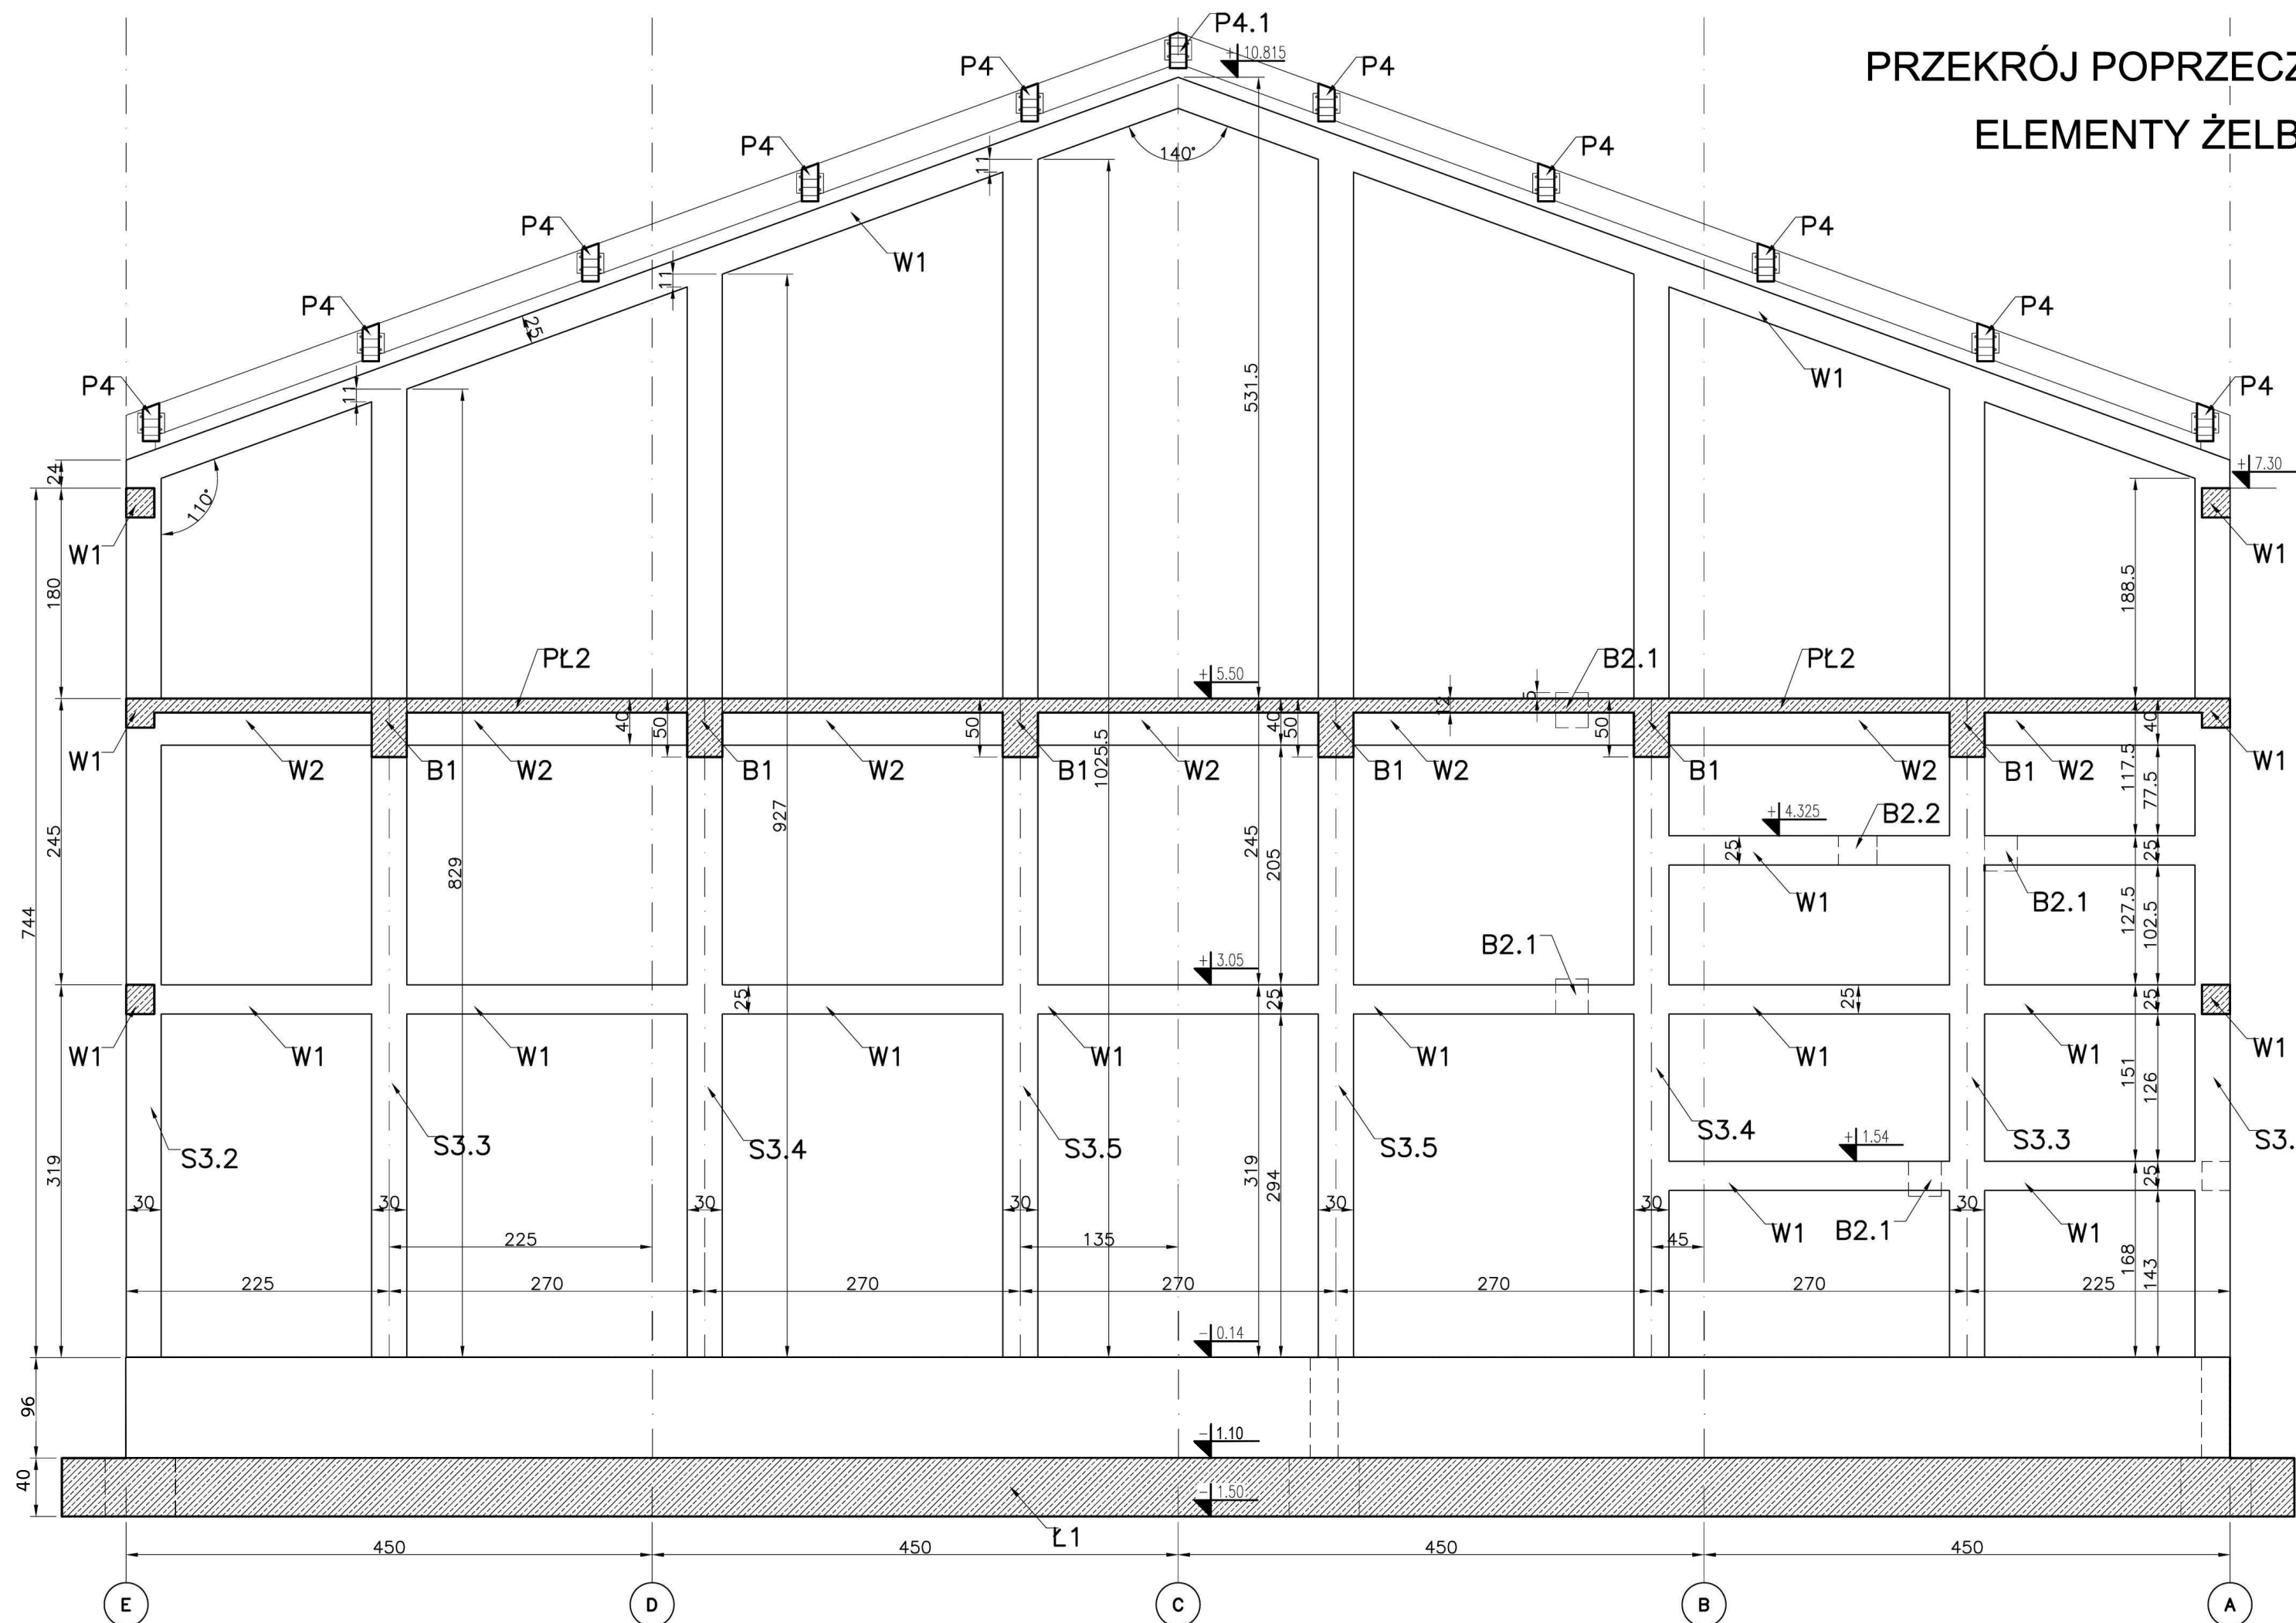 P4.1
+ 10.815
PRZEKRÓJ
ELEMENTY
P4
P4
P4
P4
P4
P4
P4
P4
P4
P4
140°
11
11
11
25
W1
W1
110°
24
180
744
245
319
96
40
+ 7.30
W1
W1
W1
W1
W1
W1
531.5
188.5
PŁ2
PŁ2
+ 5.50
B2.1
5
12
40
50
50
40
50
50
40
W2
B1
W2
B1
W2
B1
W2
B1
W2
B1
W2
B1
W2
1025.5
927
829
245
205
117.5
77.5
+ 4.325
B2.2
25
25
W1
B2.1
127.5
102.5
B2.1
+ 3.05
25
25
25
25
W1
W1
W1
W1
W1
W1
W1
151
126
S3.2
S3.3
S3.4
S3.5
S3.5
S3.4
S3.3
+ 1.54
319
294
25
30
30
30
30
30
30
30
W1
B2.1
W1
225
135
45
168
143
225
270
270
270
270
270
225
- 0.14
- 1.10
- 1.50
Ł1
450
450
450
450
E
D
C
B
A